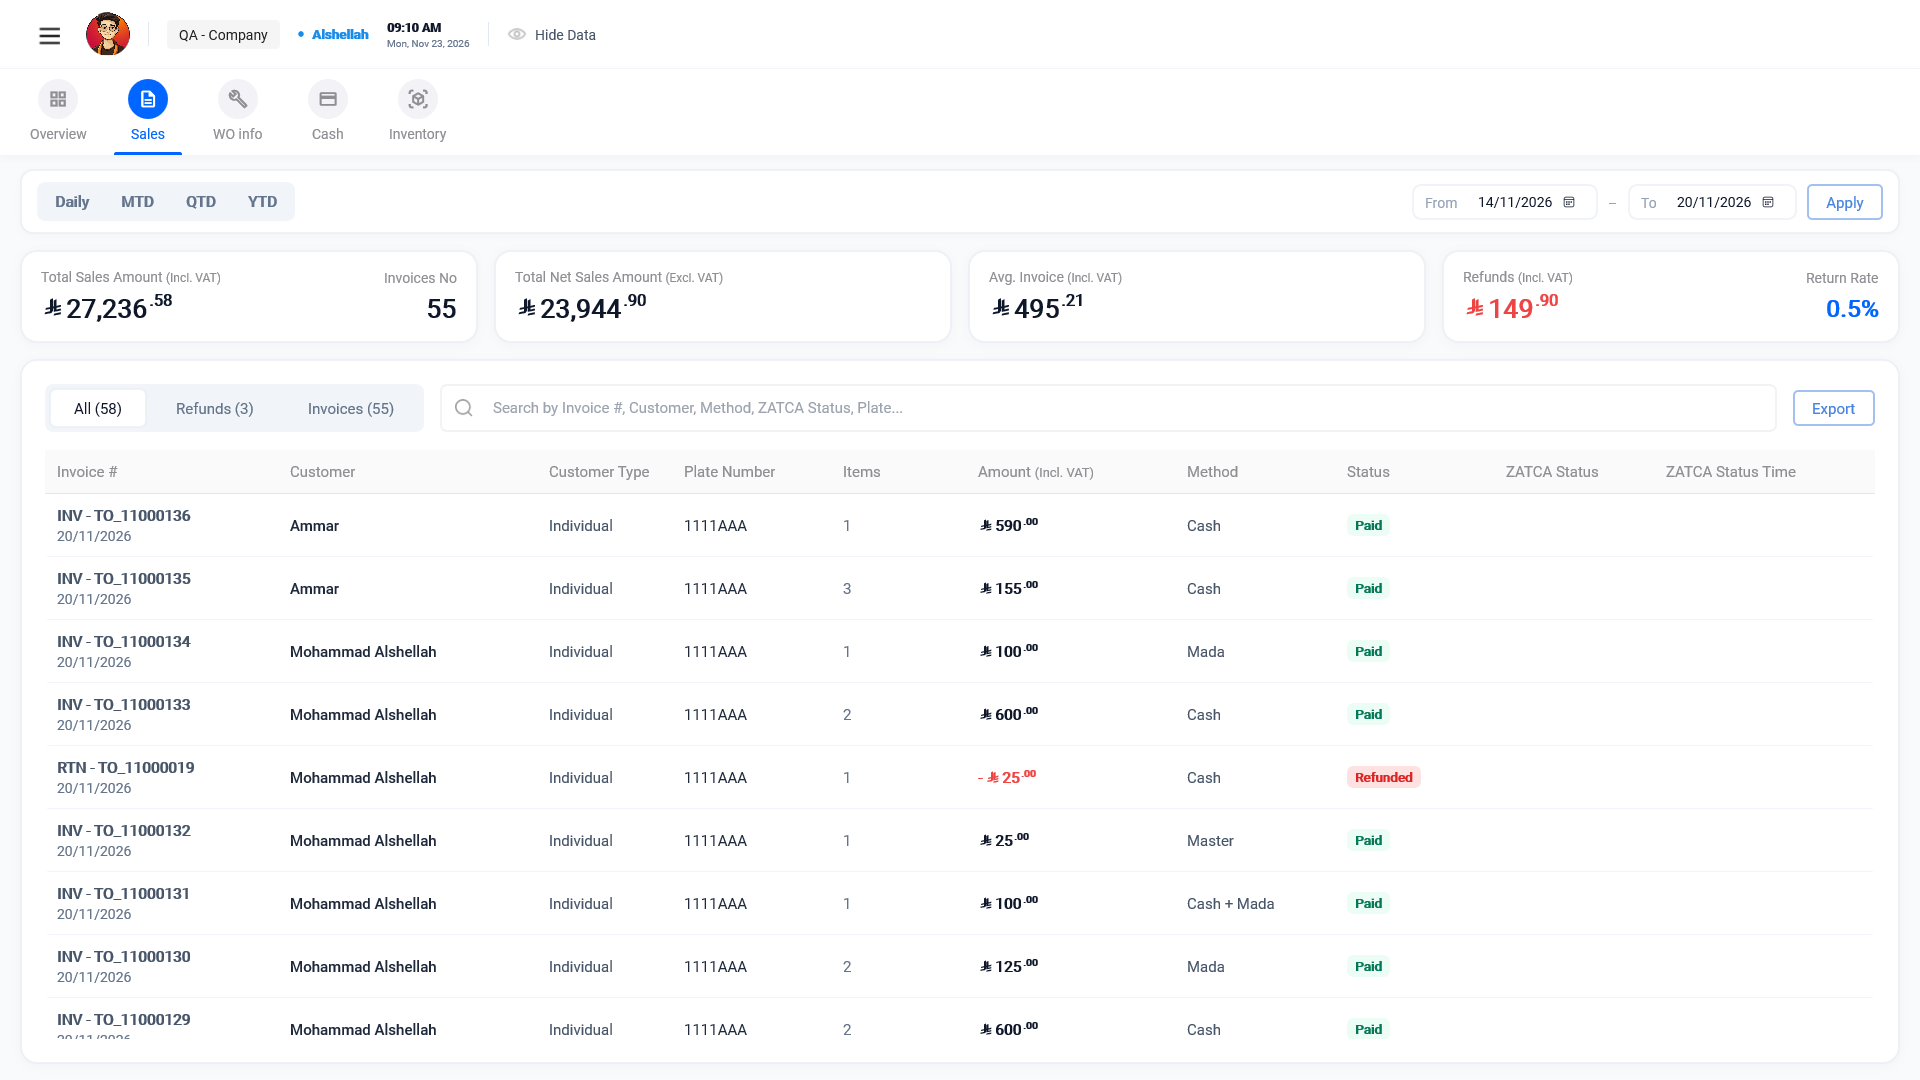 QA - Company
• Alshellah
09:10 AM
Mon, Nov 23, 2026
Hide Data
Overview
Sales
WO info
Cash
Inventory
Daily MTD QTD YTD
From 14/11/2026 – To 20/11/2026 Apply
Total Sales Amount (Incl. VAT) Invoices No
27,236.58 55
Total Net Sales Amount (Excl. VAT)
23,944.90
Avg. Invoice (Incl. VAT)
495.21
Refunds (Incl. VAT) Return Rate
149.90 0.5%
All (58) Refunds (3) Invoices (55)
Search by Invoice #, Customer, Method, ZATCA Status, Plate...
Export
Invoice # Customer Customer Type Plate Number Items Amount (Incl. VAT) Method Status ZATCA Status ZATCA Status Time
INV - TO_11000136
20/11/2026
Ammar Individual 1111AAA 1 590.00 Cash Paid
INV - TO_11000135
20/11/2026
Ammar Individual 1111AAA 3 155.00 Cash Paid
INV - TO_11000134
20/11/2026
Mohammad Alshellah Individual 1111AAA 1 100.00 Mada Paid
INV - TO_11000133
20/11/2026
Mohammad Alshellah Individual 1111AAA 2 600.00 Cash Paid
RTN - TO_11000019
20/11/2026
Mohammad Alshellah Individual 1111AAA 1 - 25.00 Cash Refunded
INV - TO_11000132
20/11/2026
Mohammad Alshellah Individual 1111AAA 1 25.00 Master Paid
INV - TO_11000131
20/11/2026
Mohammad Alshellah Individual 1111AAA 1 100.00 Cash + Mada Paid
INV - TO_11000130
20/11/2026
Mohammad Alshellah Individual 1111AAA 2 125.00 Mada Paid
INV - TO_11000129
Mohammad Alshellah Individual 1111AAA 2 600.00 Cash Paid